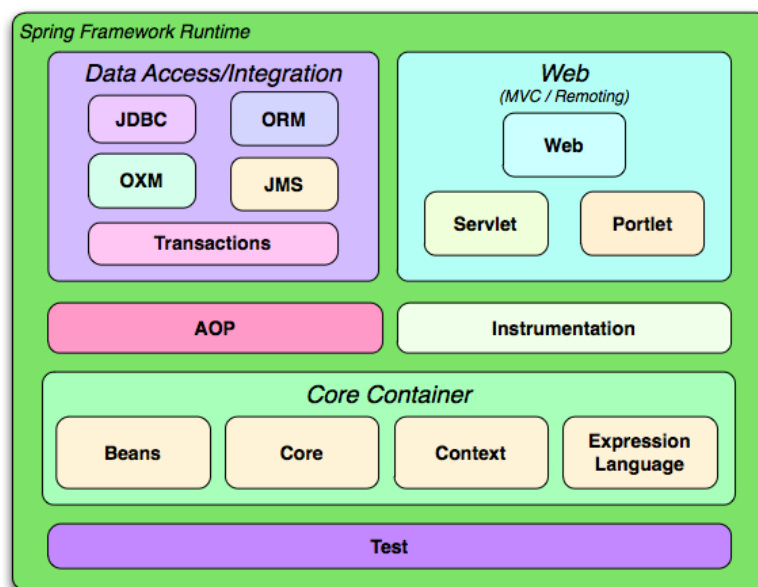 Spring Framework Runtime
Data Access/Integration
JDBC
ORM
OXM
JMS
Transactions
Web
(MVC / Remoting)
Web
Servlet
Portlet
AOP
Instrumentation
Core Container
Beans
Core
Context
Expression
Language
Test